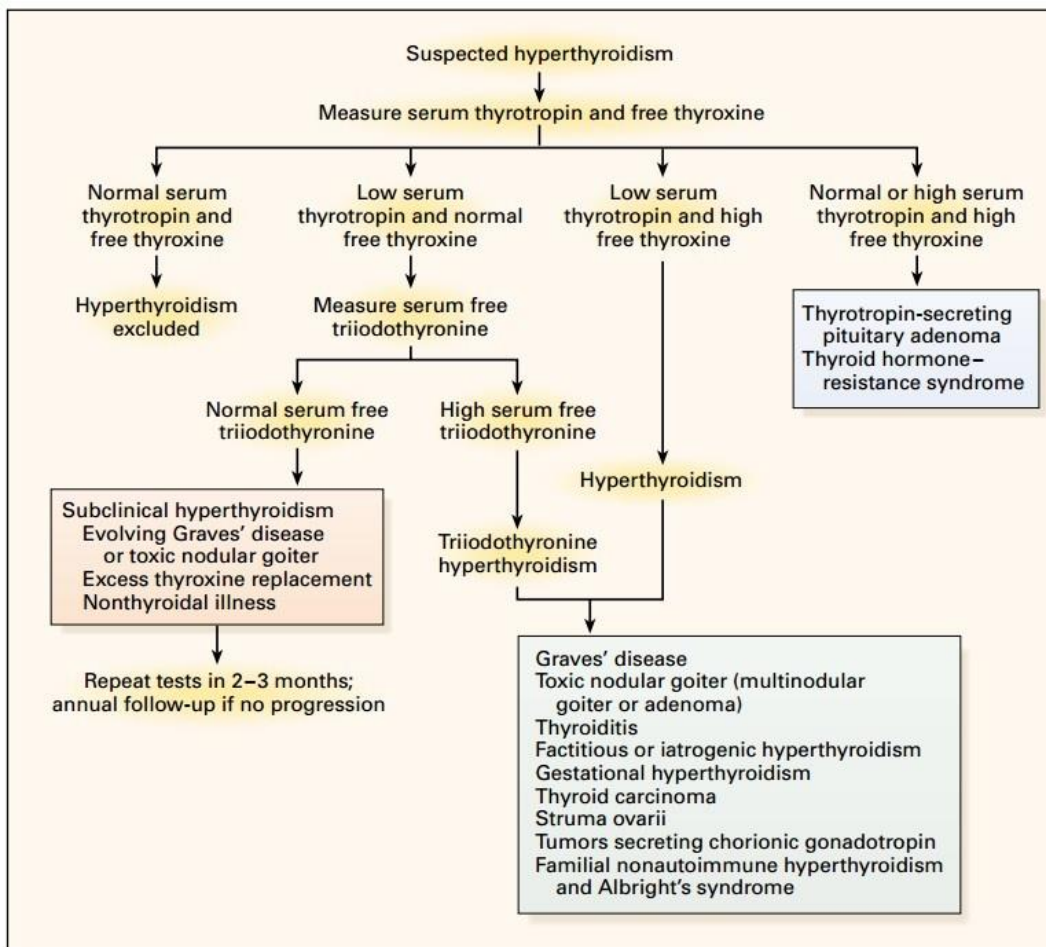 Suspected hyperthyroidism
Measure serum thyrotropin and free thyroxine
Normal serum
thyrotropin and
free thyroxine
Low serum
thyrotropin and normal
free thyroxine
Low serum
thyrotropin and high
free thyroxine
Normal or high serum
thyrotropin and high
free thyroxine
Hyperthyroidism
excluded
Measure serum free
triiodothyronine
Thyrotropin-secreting
pituitary adenoma
Thyroid hormone–
resistance syndrome
Normal serum free
triiodothyronine
High serum free
triiodothyronine
Hyperthyroidism
Subclinical hyperthyroidism
Evolving Graves’ disease
or toxic nodular goiter
Excess thyroxine replacement
Nonthyroidal illness
Triiodothyronine
hyperthyroidism
Repeat tests in 2–3 months;
annual follow-up if no progression
Graves’ disease
Toxic nodular goiter (multinodular
goiter or adenoma)
Thyroiditis
Factitious or iatrogenic hyperthyroidism
Gestational hyperthyroidism
Thyroid carcinoma
Struma ovarii
Tumors secreting chorionic gonadotropin
Familial nonautoimmune hyperthyroidism
and Albright’s syndrome